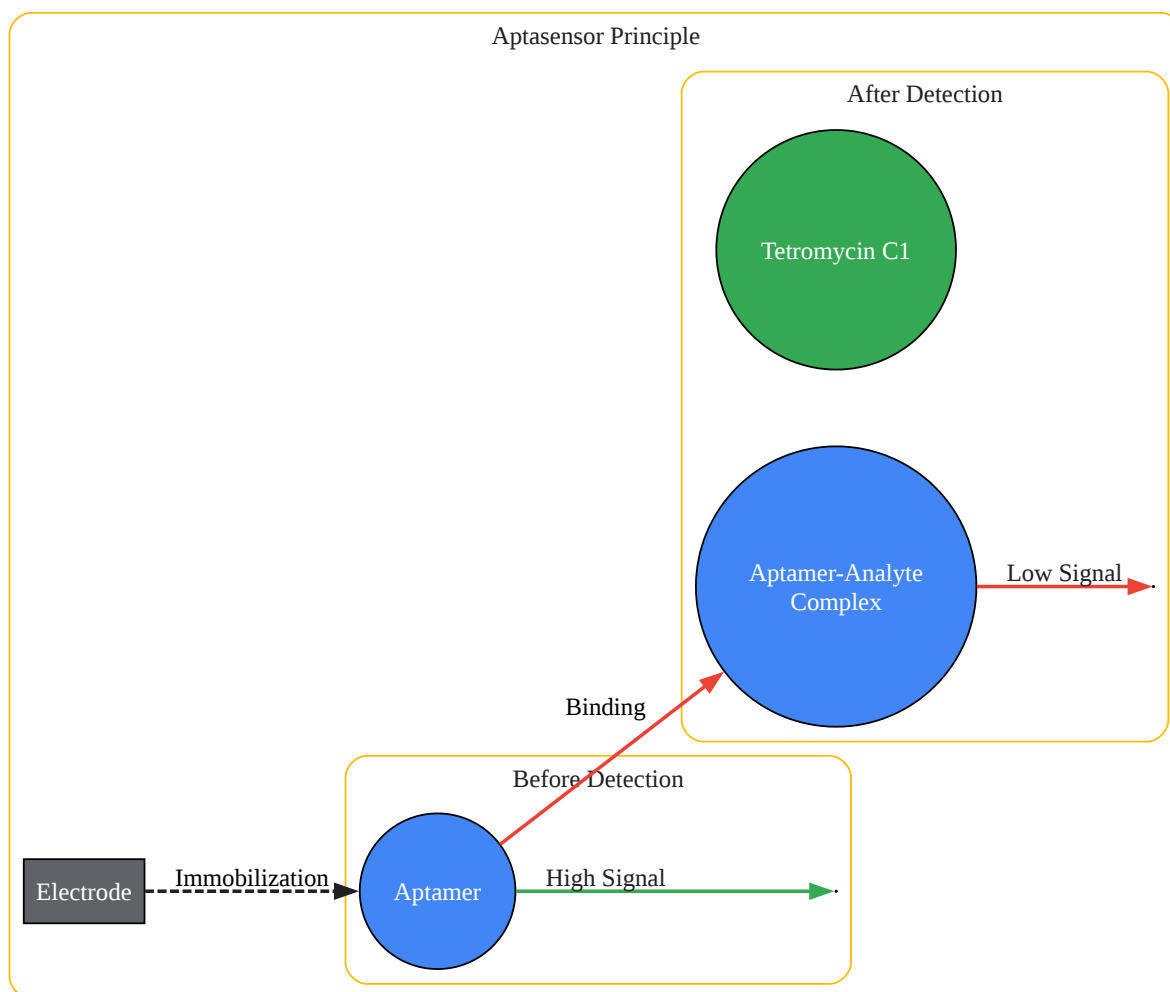 Aptasensor Principle
After Detection
Tetromycin C1
Aptamer-Analyte
Complex
Low Signal
Binding
Before Detection
Electrode
Immobilization
Aptamer
High Signal